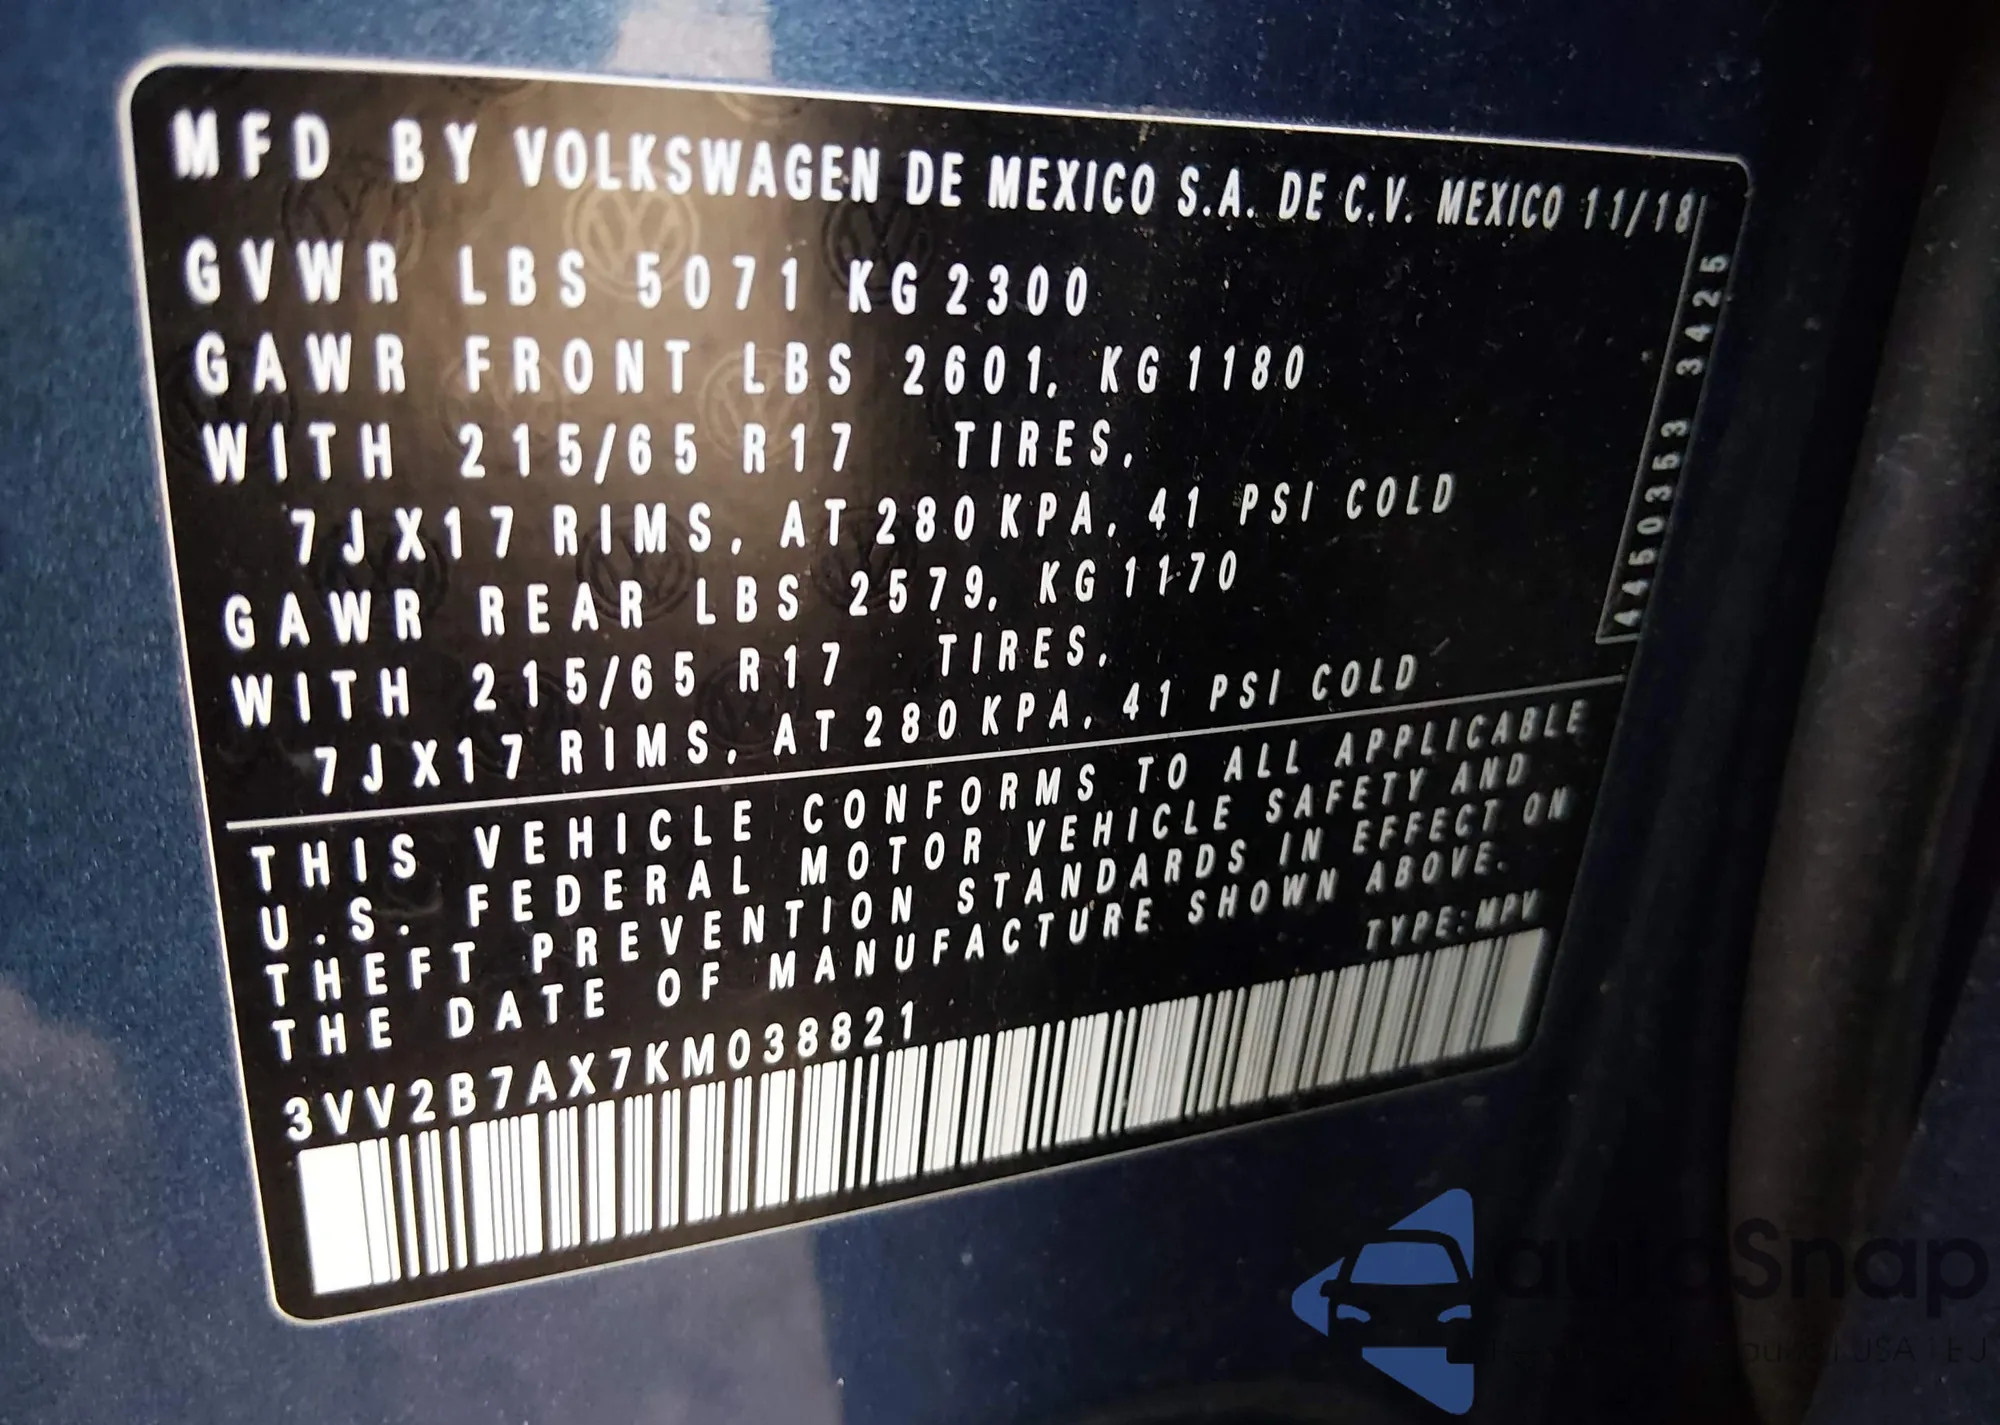 MFD BY VOLKSWAGEN DE MEXICO S.A. DE C.V. MEXICO 11/18
GVWR LBS 5071 KG 2300
GAWR FRONT LBS 2601, KG 1180
WITH 215/65 R17 TIRES,
7JX17 RIMS, AT 280 KPA, 41 PSI COLD
GAWR REAR LBS 2579, KG 1170
WITH 215/65 R17 TIRES,
7JX17 RIMS, AT 280 KPA, 41 PSI COLD
4450353 3425
THIS VEHICLE CONFORMS TO ALL APPLICABLE
U.S. FEDERAL MOTOR VEHICLE SAFETY AND
THEFT PREVENTION STANDARDS IN EFFECT ON
THE DATE OF MANUFACTURE SHOWN ABOVE.
TYPE: MPV
3VV2B7AX7KM038821
autoSnap
USA